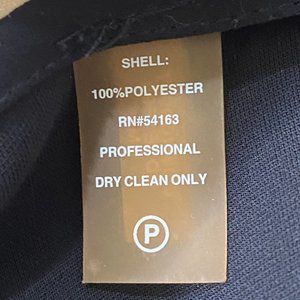 SHELL:
100%POLYESTER
RN#54163
PROFESSIONAL
DRY CLEAN ONLY
P